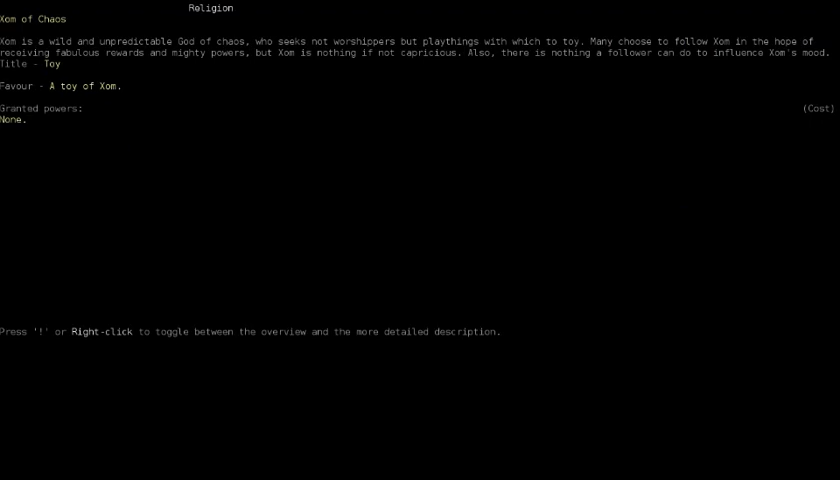 Religion
Xom of Chaos
Xom is a wild and unpredictable God of chaos, who seeks not worshippers but playthings with which to toy. Many choose to follow Xom in the hope of
receiving fabulous rewards and mighty powers, but Xom is nothing if not capricious. Also, there is nothing a follower can do to influence Xom's mood.
Title - Toy
Favour - A toy of Xom.
Granted powers: (Cost)
None.
Press '!' or Right-click to toggle between the overview and the more detailed description.